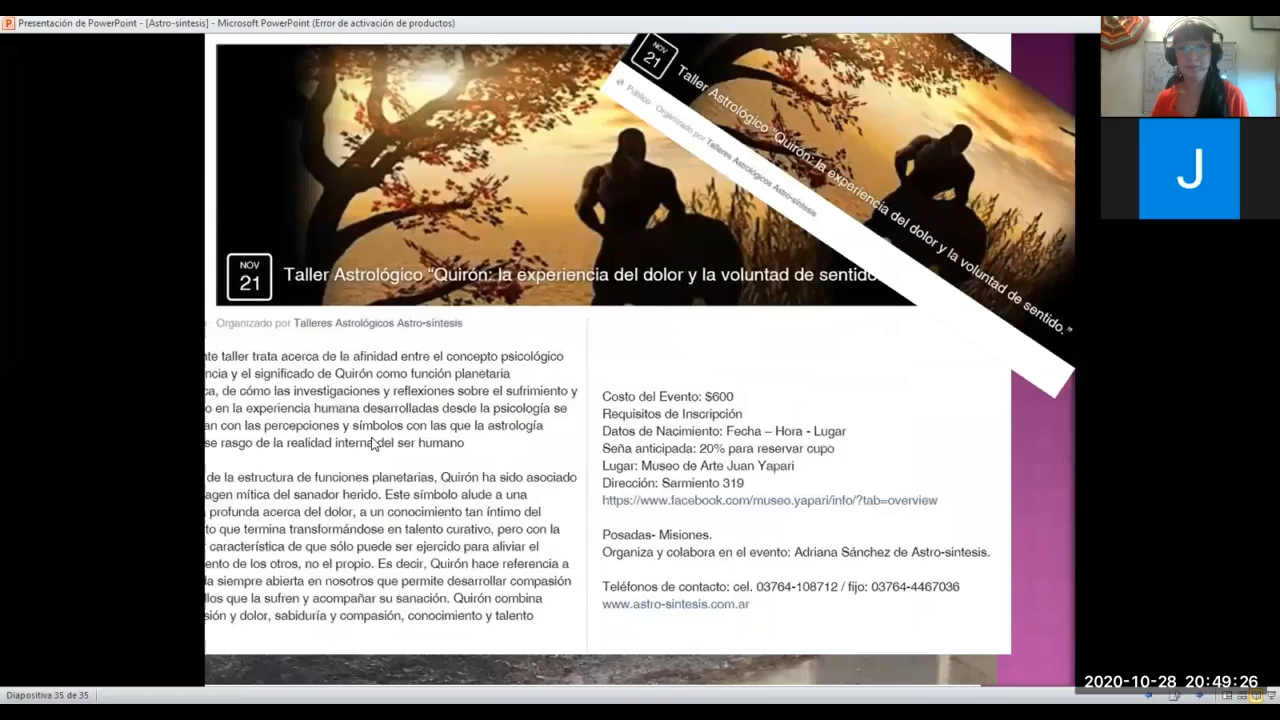 Presentación de PowerPoint - [Astro-sintesis] - Microsoft PowerPoint (Error de activación de productos)
NOV
21
Taller Astrológico “Quirón: la experiencia del dolor y la voluntad de sentido.”
Público · Organizado por Talleres Astrológicos Astro-síntesis
J
NOV
21
Taller Astrológico “Quirón: la experiencia del dolor y la voluntad de sentido
Organizado por Talleres Astrológicos Astro-síntesis
taller trata acerca de la afinidad entre el concepto psicológico
y el significado de Quirón como función planetaria
de cómo las investigaciones y reflexiones sobre el sufrimiento y
en la experiencia humana desarrolladas desde la psicología se
con las percepciones y símbolos con las que la astrología
se rasgo de la realidad interna del ser humano
de la estructura de funciones planetarias, Quirón ha sido asociado
mítica del sanador herido. Este símbolo alude a una
profunda acerca del dolor, a un conocimiento tan íntimo del
que termina transformándose en talento curativo, pero con la
característica de que sólo puede ser ejercido para aliviar el
de los otros, no el propio. Es decir, Quirón hace referencia a
siempre abierta en nosotros que permite desarrollar compasión
que la sufren y acompañar su sanación. Quirón combina
y dolor, sabiduría y compasión, conocimiento y talento
Costo del Evento: $600
Requisitos de Inscripción
Datos de Nacimiento: Fecha – Hora - Lugar
Seña anticipada: 20% para reservar cupo
Lugar: Museo de Arte Juan Yapari
Dirección: Sarmiento 319
https://www.facebook.com/museo.yapari/info/?tab=overview
Posadas- Misiones.
Organiza y colabora en el evento: Adriana Sánchez de Astro-sintesis.
Teléfonos de contacto: cel. 03764-108712 / fijo: 03764-4467036
www.astro-sintesis.com.ar
2020-10-28 20:49:26
Diapositiva 35 de 35